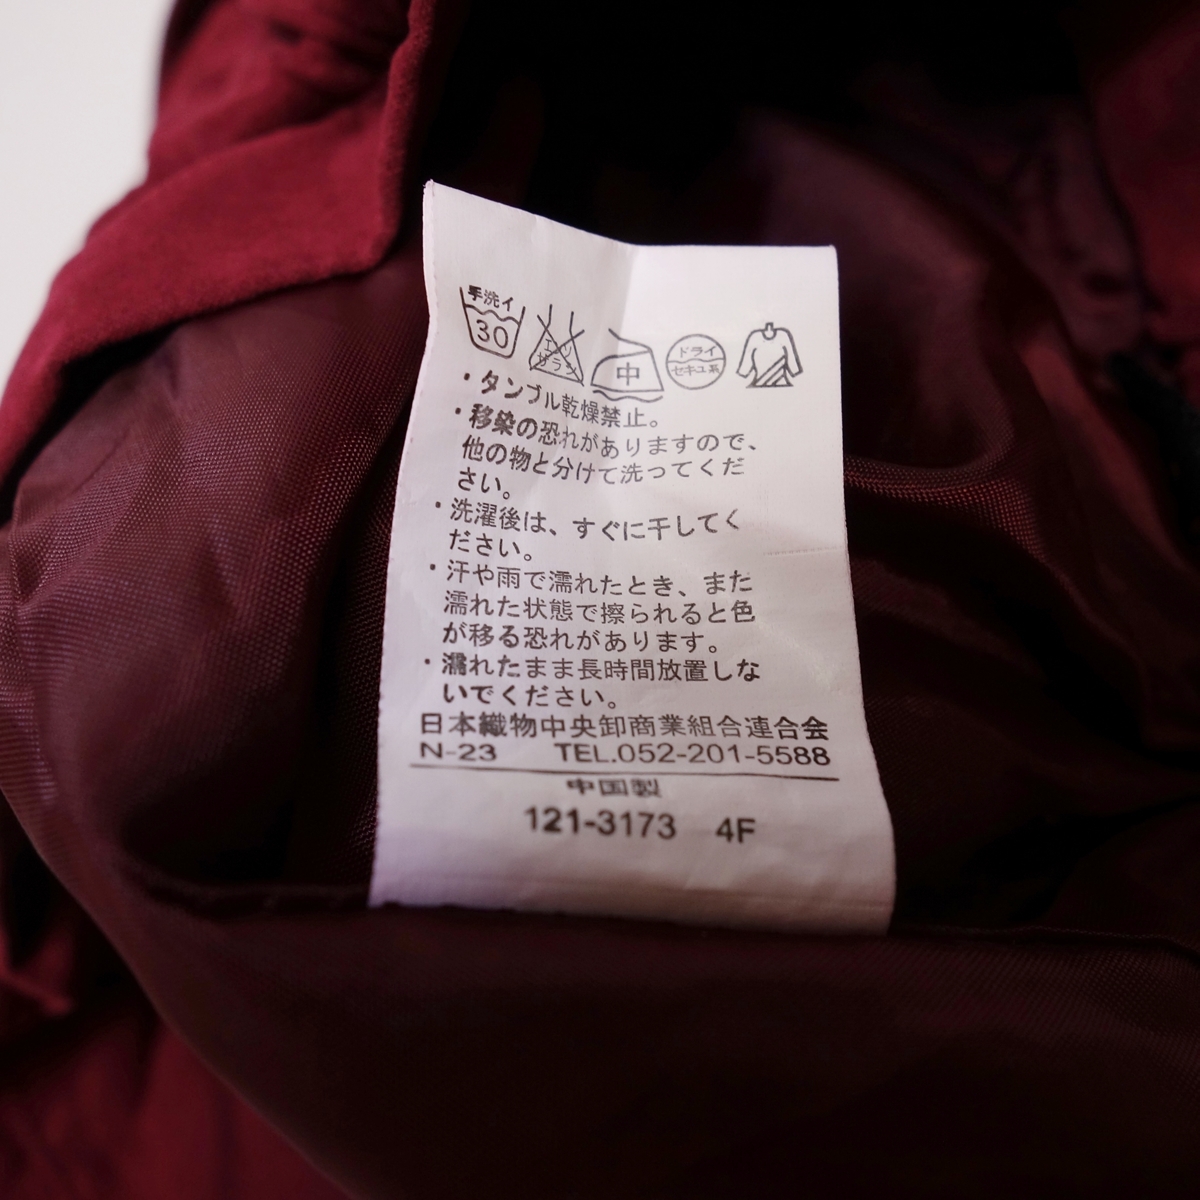 手洗イ
30
エンソ
サラシ
中
ドライ
セキユ系
・タンブル乾燥禁止。
・移染の恐れがありますので、
他の物と分けて洗ってくだ
さい。
・洗濯後は、すぐに干してく
ださい。
・汗や雨で濡れたとき、また
濡れた状態で擦られると色
が移る恐れがあります。
・濡れたまま長時間放置しな
いでください。
日本織物中央卸商業組合連合会
N-23 TEL.052-201-5588
中国製
121-3173 4F